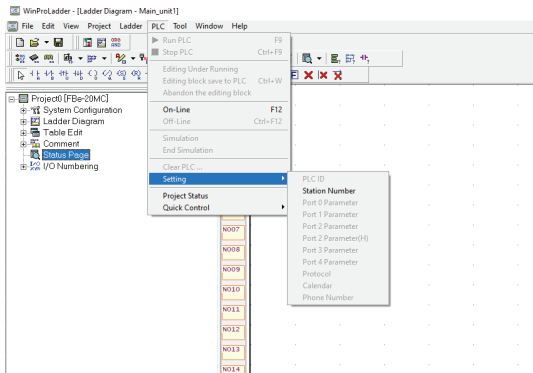 WinProLadder - [Ladder Diagram - Main_unit1]
File Edit View Project Ladder PLC Tool Window Help
Run PLC F9
Stop PLC Ctrl+F9
Editing Under Running
Editing block save to PLC Ctrl+W
Abandon the editing block
On-Line F12
Off-Line Ctrl+F12
Simulation
End Simulation
Clear PLC ...
Setting
Project Status
Quick Control
PLC ID
Station Number
Port 0 Parameter
Port 1 Parameter
Port 2 Parameter
Port 2 Parameter(H)
Port 3 Parameter
Port 4 Parameter
Protocol
Calendar
Phone Number
Project0 [FBe-20MC]
System Configuration
Ladder Diagram
Table Edit
Comment
Status Page
I/O Numbering
N007
N008
N009
N010
N011
N012
N013
N014